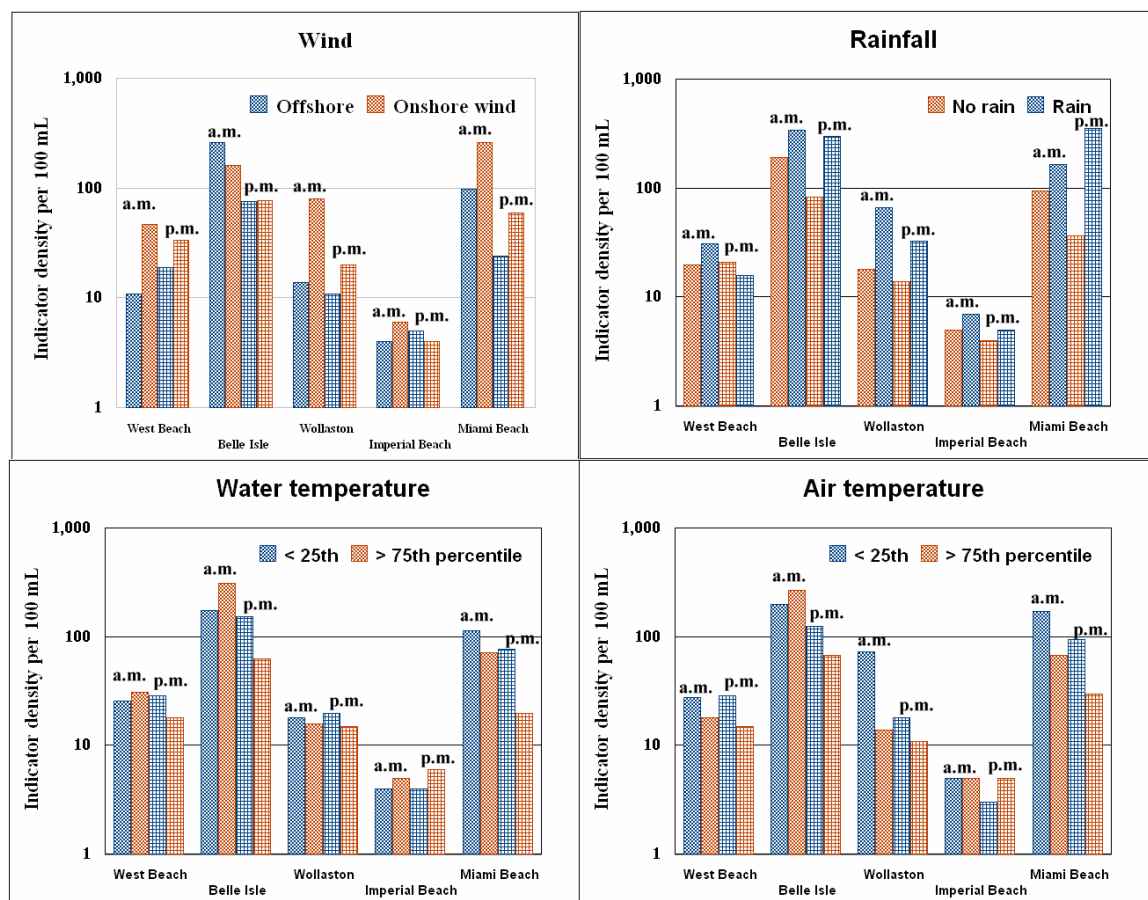 Wind
Indicator density per 100 mL
1,000
100
10
1
Offshore Onshore wind
a.m. p.m. a.m. p.m. a.m. p.m. a.m. p.m. a.m. p.m.
West Beach Belle Isle Wollaston Imperial Beach Miami Beach
Rainfall
Indicator density per 100 mL
1,000
100
10
1
No rain Rain
a.m. p.m. a.m. p.m. a.m. p.m. a.m. p.m. a.m. p.m.
West Beach Belle Isle Wollaston Imperial Beach Miami Beach
Water temperature
Indicator density per 100 mL
1,000
100
10
1
< 25th > 75th percentile
a.m. p.m. a.m. p.m. a.m. p.m. a.m. p.m. a.m. p.m.
West Beach Belle Isle Wollaston Imperial Beach Miami Beach
Air temperature
Indicator density per 100 mL
1,000
100
10
1
< 25th > 75th percentile
a.m. p.m. a.m. p.m. a.m. p.m. a.m. p.m. a.m. p.m.
West Beach Belle Isle Wollaston Imperial Beach Miami Beach